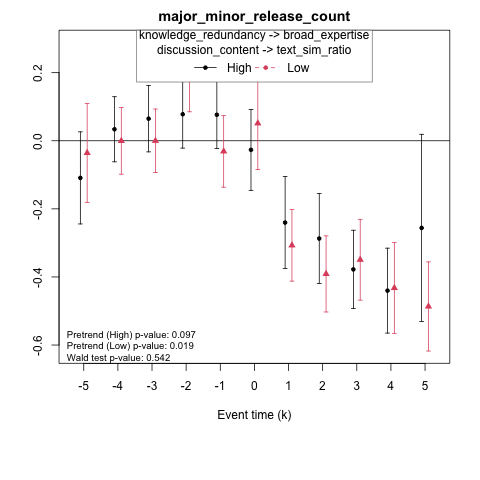 major_minor_release_count
knowledge_redundancy -> broad_expertise
discussion_content -> text_sim_ratio
High Low
0.2
0.0
-0.2
-0.4
-0.6
Pretrend (High) p-value: 0.097
Pretrend (Low) p-value: 0.019
Wald test p-value: 0.542
-5 -4 -3 -2 -1 0 1 2 3 4 5
Event time (k)